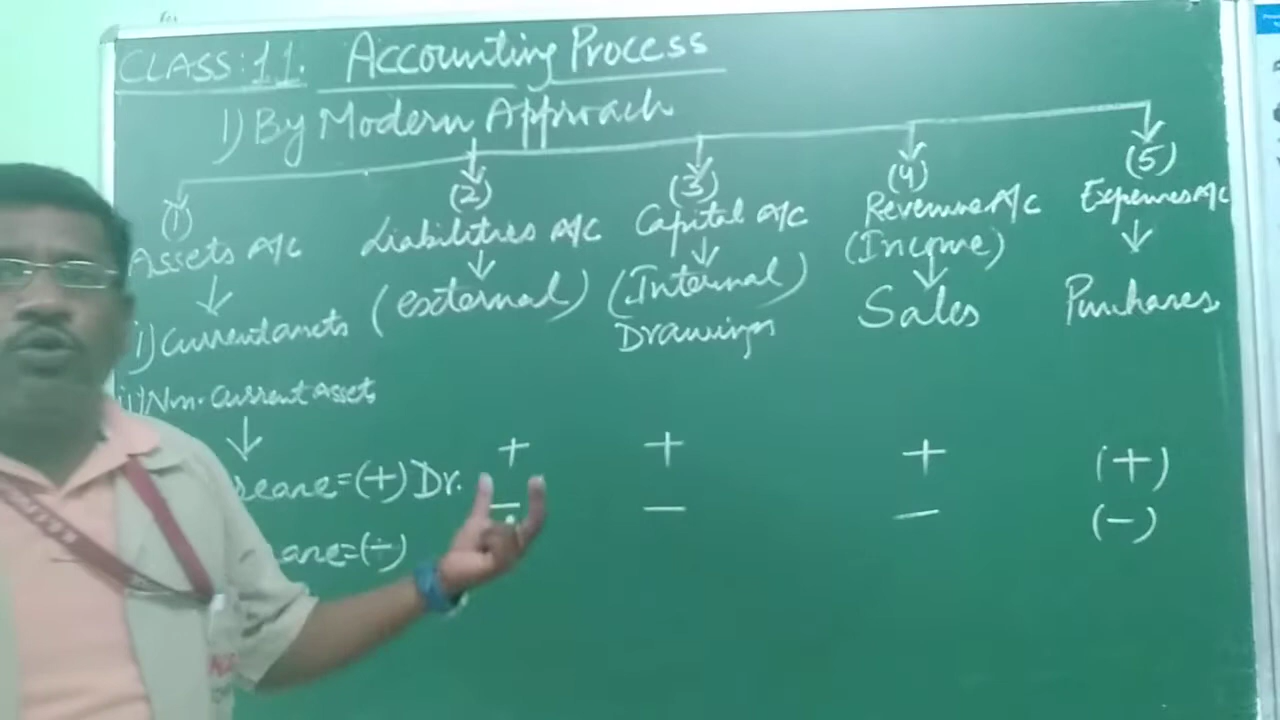 CLASS: 11. Accounting Process
1) By Modern Approach
(1) (2) (3) (4) (5)
Assets A/c Liabilities A/c Capital A/c Revenue A/c Expenses A/c
(external) (Internal) (Income)
i) Current assets Drawings Sales Purchases
ii) Non-Current Assets
=(+) Dr. + + + (+)
=(-) - - - (-)